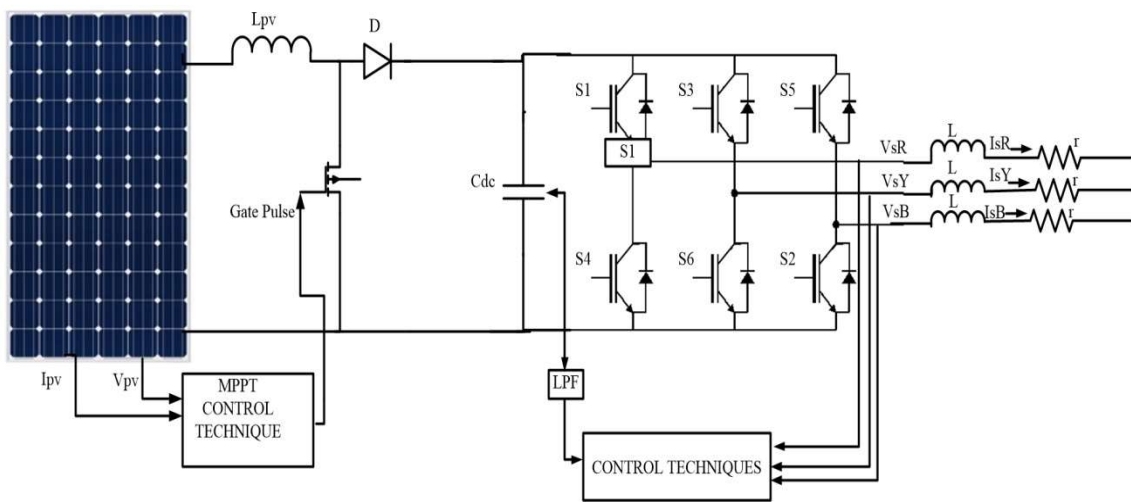 Lpv
D
S1
S3
S5
S1
VsR
L
IsR
r
VsY
L
IsY
r
VsB
L
IsB
r
Cdc
Gate Pulse
S4
S6
S2
Ipv
Vpv
MPPT
CONTROL
TECHNIQUE
LPF
CONTROL TECHNIQUES